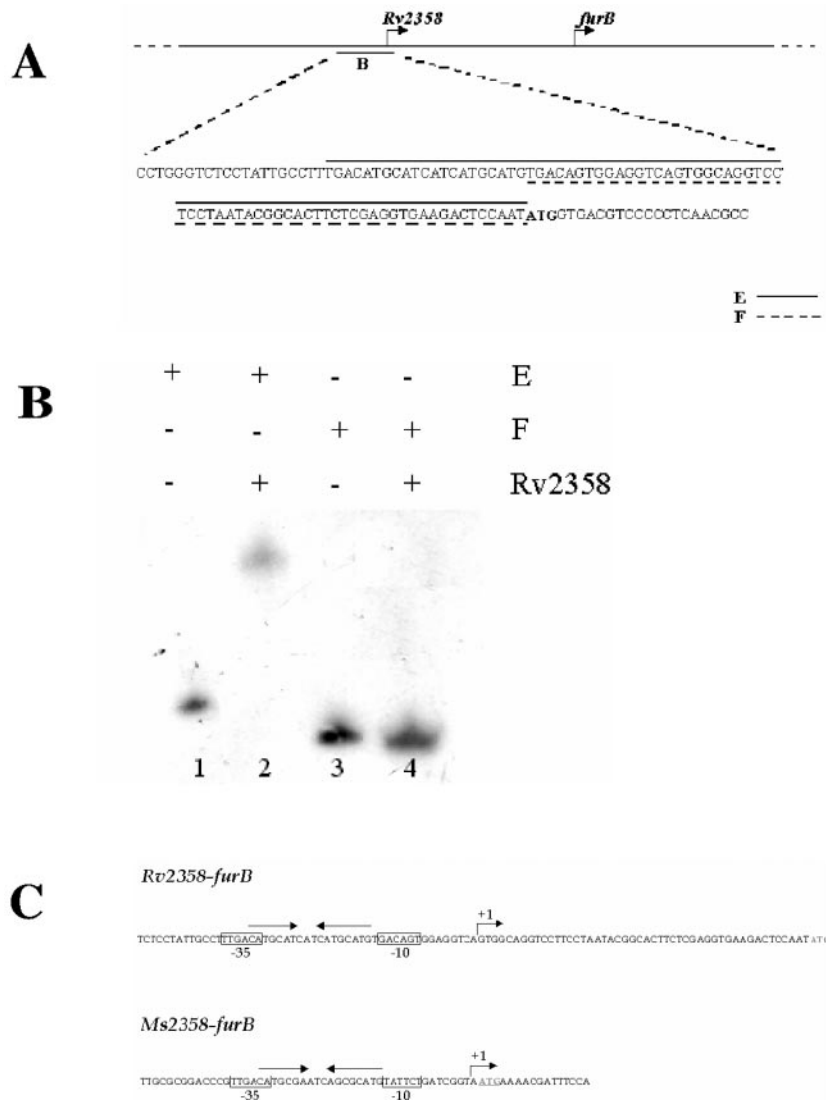 A
Rv2358
furB
B
CCTGGGTCTCCTATTGCCTTTGACATGCATCATCATGCATGTGACAGTGGAGGTCAGTGGCAGGTCC
TCCTAATACGGCACTTCTCGAGGTGAAGACTCCAATATGGTGACGTCCCCCTCAACGCC
E
F
B
+ + - - E
- - + + F
- + - + Rv2358
1 2 3 4
C
Rv2358-furB
+1
TCTCCTATTGCCTTTGACATGCATCATCATGCATGTGACAGTGGAGGTCAGTGGCAGGTCCTTCCTAATACGGCACTTCTCGAGGTGAAGACTCCAATATG
-35 -10
Ms2358-furB
+1
TTGCGCGGACCCGTTGACATGCGAATCAGCGCATGTATTCTGATCGGTAATGAAAACGATTTCCA
-35 -10